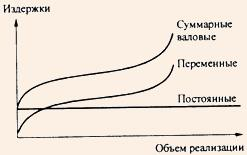 Издержки
Суммарные
валовые
Переменные
Постоянные
Объем реализации